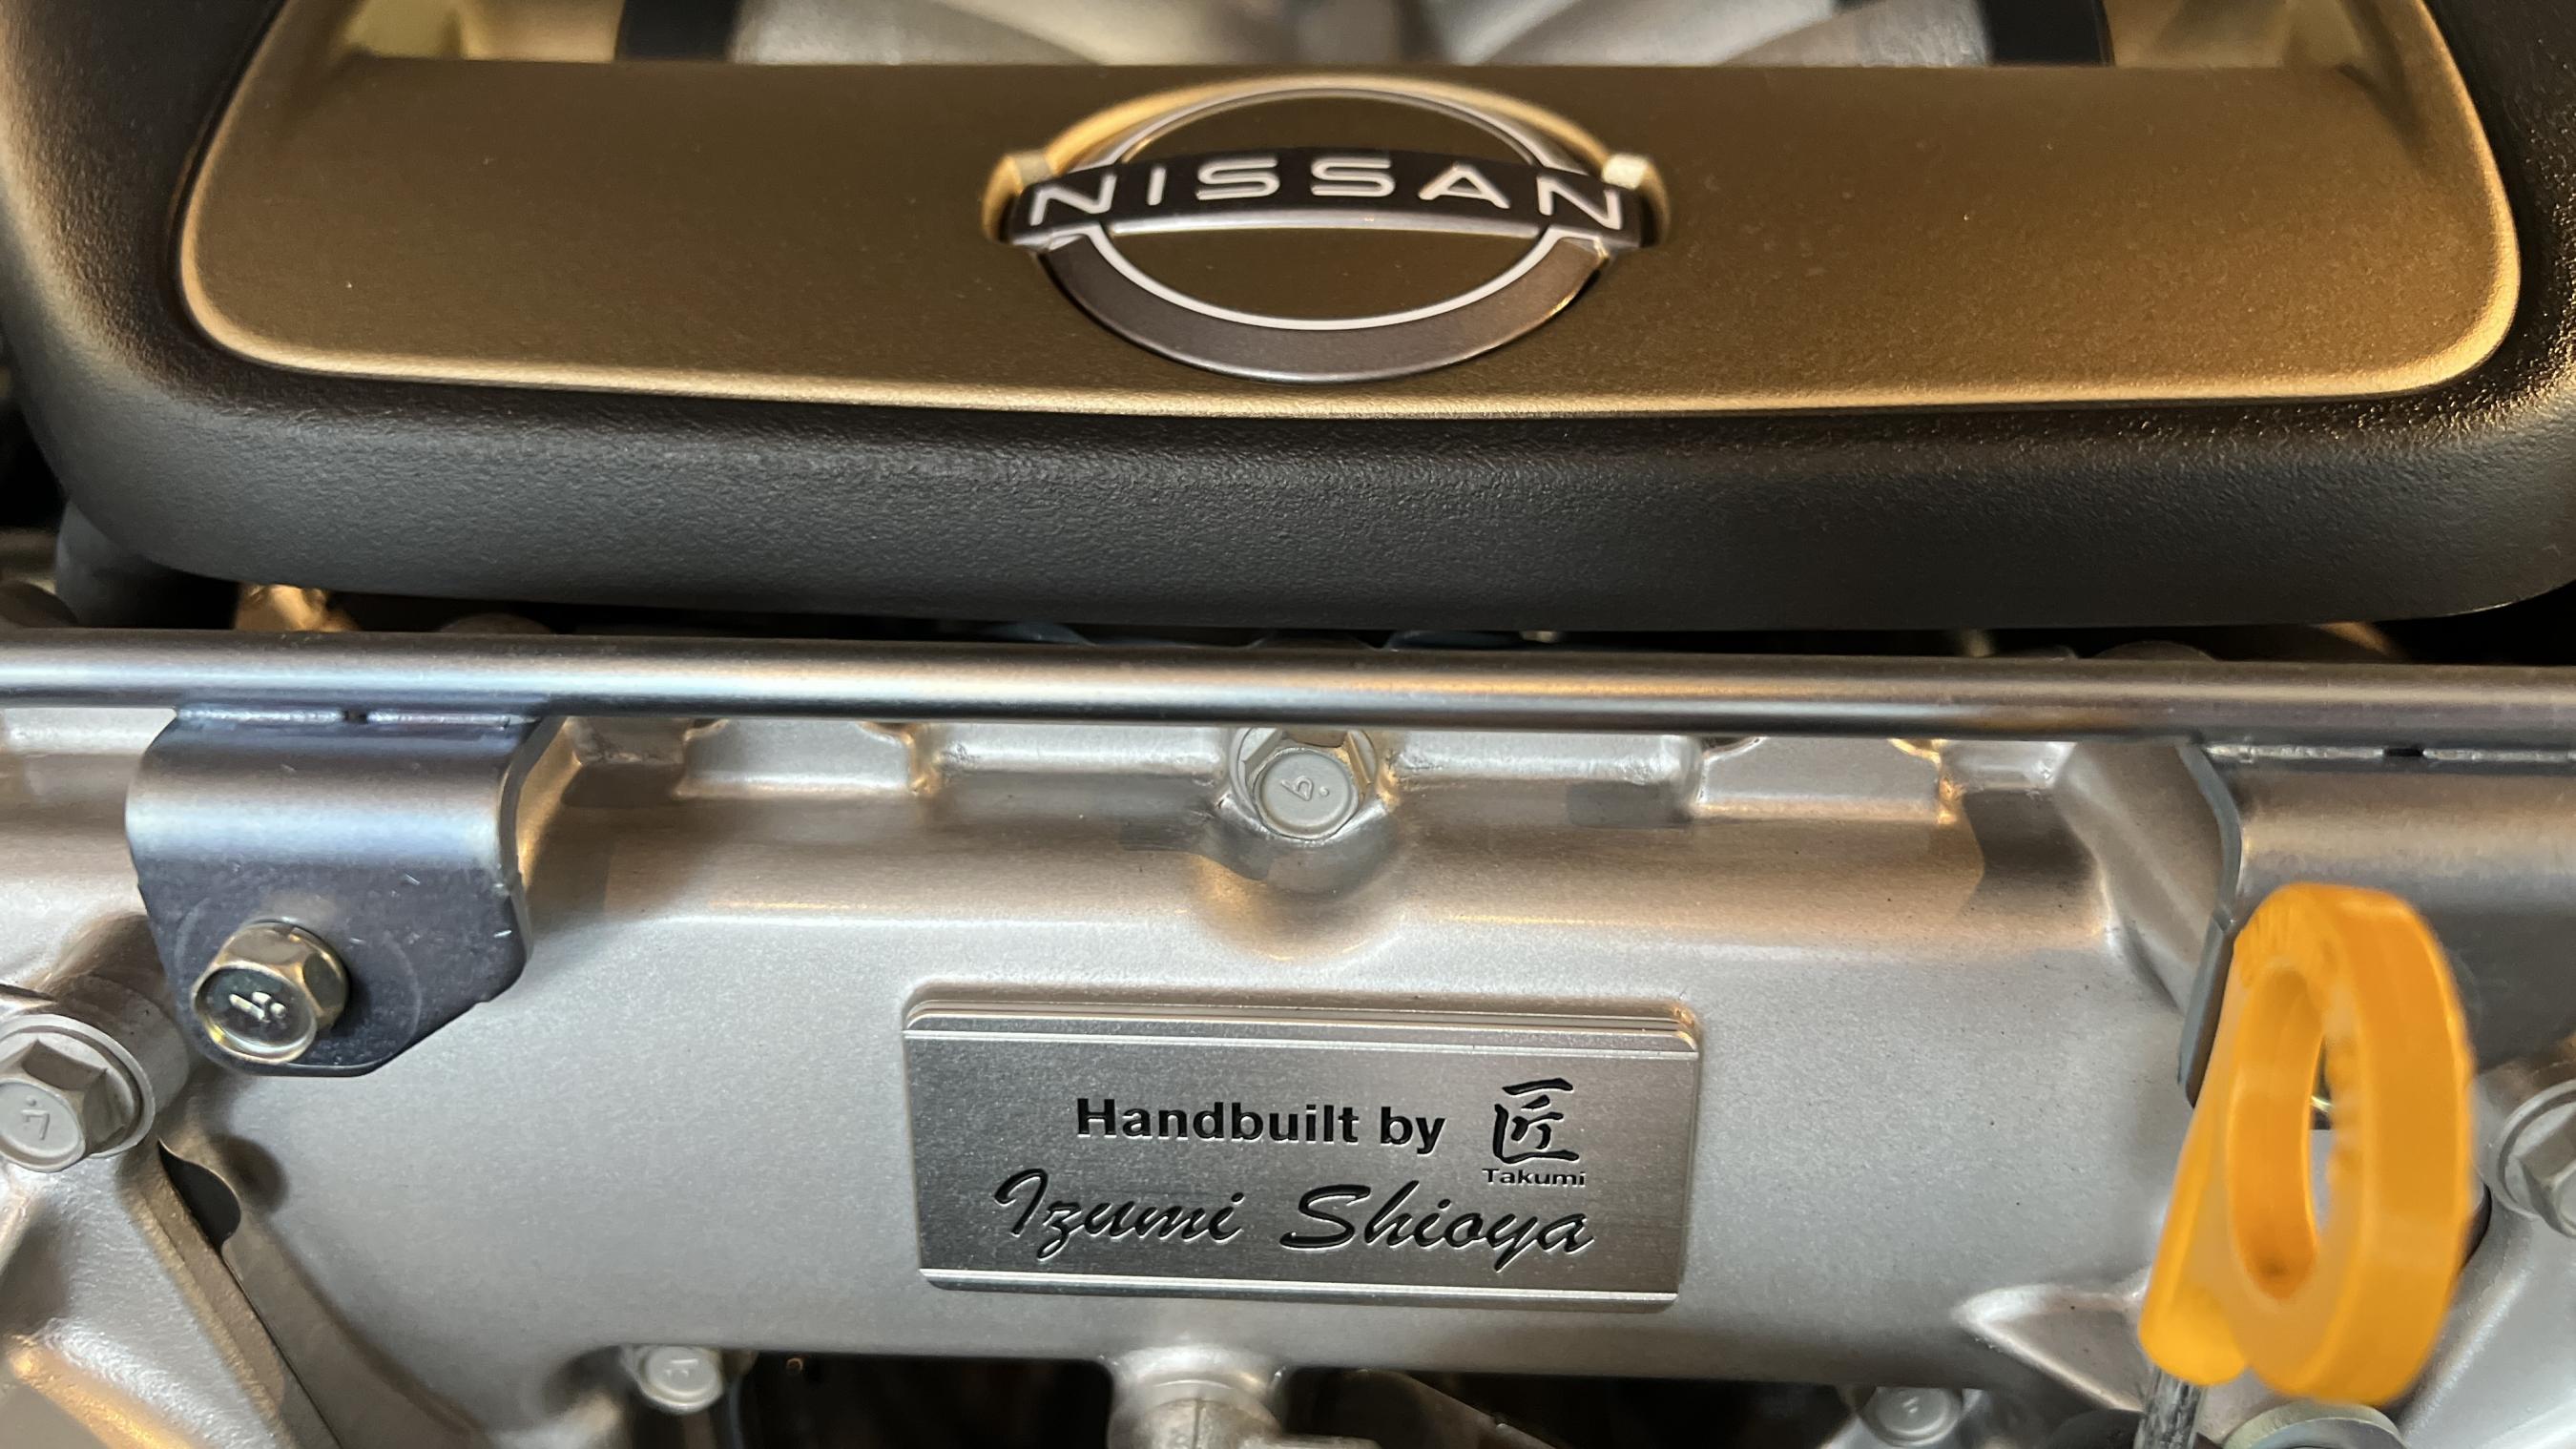 NISSAN
Handbuilt by 匠
Takumi
Izumi Shioya